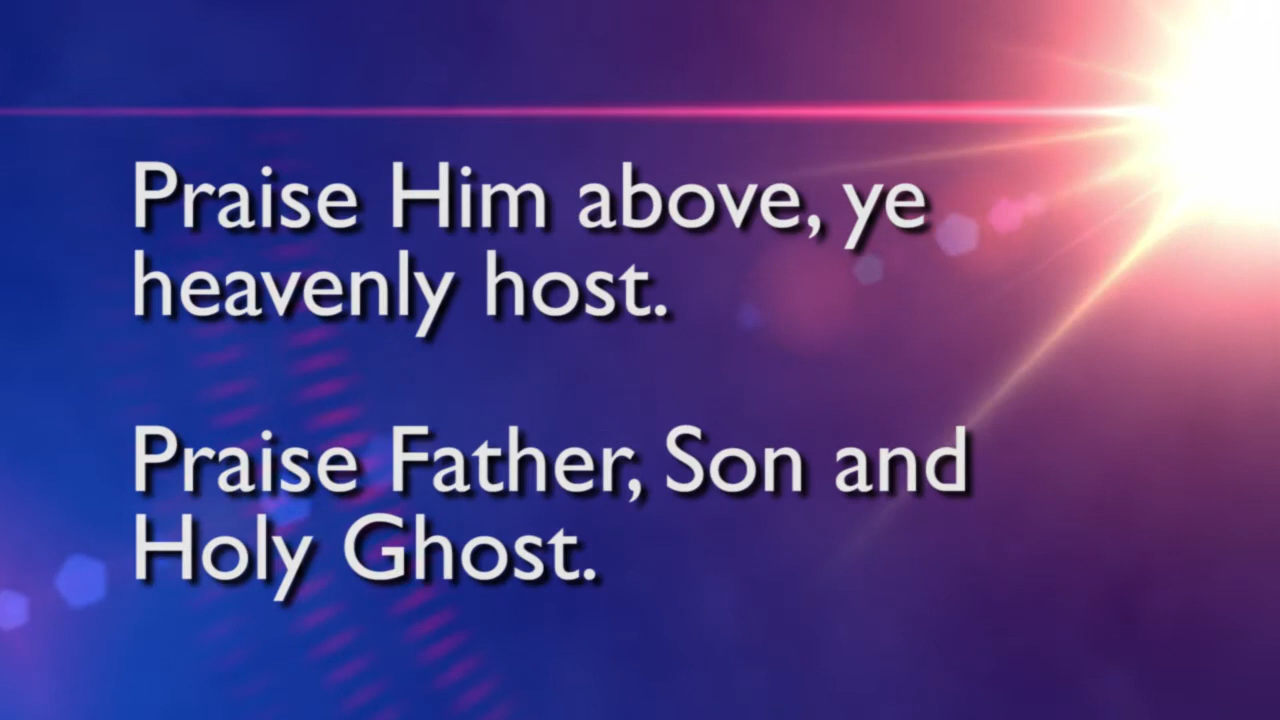 Praise Him above, ye
heavenly host.
Praise Father, Son and
Holy Ghost.